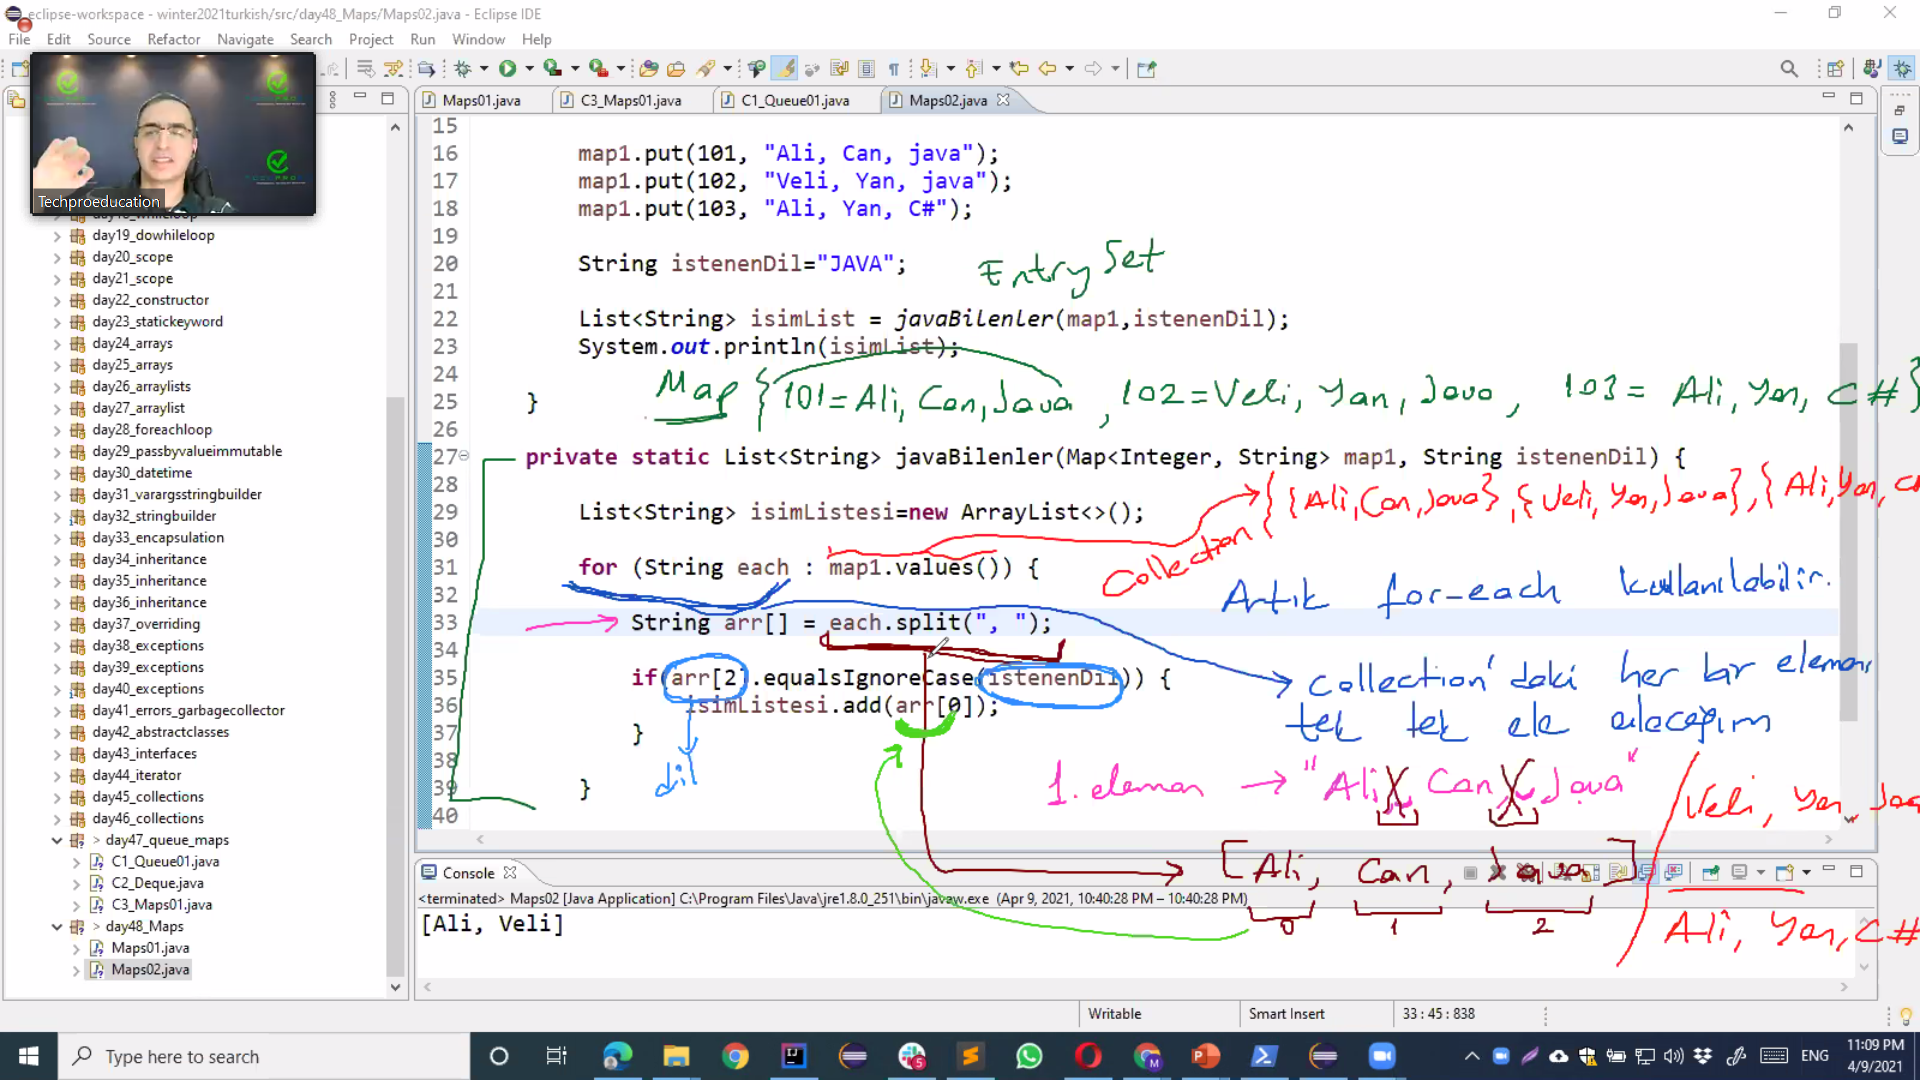 eclipse-workspace - winter2021turkish/src/day48_Maps/Maps02.java - Eclipse IDE
File Edit Source Refactor Navigate Search Project Run Window Help
Techproeducation
Maps01.java C3_Maps01.java C1_Queue01.java Maps02.java
day19_dowhileloop
day20_scope
day21_scope
day22_constructor
day23_statickeyword
day24_arrays
day25_arrays
day26_arraylists
day27_arraylist
day28_foreachloop
day29_passbyvalueimmutable
day30_datetime
day31_varargsstringbuilder
day32_stringbuilder
day33_encapsulation
day34_inheritance
day35_inheritance
day36_inheritance
day37_overriding
day38_exceptions
day39_exceptions
day40_exceptions
day41_errors_garbagecollector
day42_abstractclasses
day43_interfaces
day44_iterator
day45_collections
day46_collections
> day47_queue_maps
C1_Queue01.java
C2_Deque.java
C3_Maps01.java
> day48_Maps
Maps01.java
Maps02.java
15
16 map1.put(101, "Ali, Can, java");
17 map1.put(102, "Veli, Yan, java");
18 map1.put(103, "Ali, Yan, C#");
19
20 String istenenDil="JAVA";
Entry Set
21
22 List<String> isimList = javaBilenler(map1,istenenDil);
23 System.out.println(isimList);
24
Map {101=Ali, Can, Java, 102=Veli, Yan, Java, 103= Ali, Yan, C#}
25 }
26
27 private static List<String> javaBilenler(Map<Integer, String> map1, String istenenDil) {
28
{{Ali,Can,Java},{Veli,Yan,Java},{Ali,Yan,
29 List<String> isimListesi=new ArrayList<>();
Collection
30
31 for (String each : map1.values()) {
Artık for-each kullanılabilir.
32
33 String arr[] = each.split(", ");
34
35 if(arr[2].equalsIgnoreCase(istenenDil)) {
collection'daki her bir eleman
36 isimListesi.add(arr[0]);
tek tek ele alacağım
37 }
dil
38
1. eleman → "Ali, Can, Java"
Veli, Yan, Java
39 }
40
[Ali, Can, Java]
0 1 2
Ali, Yan, C#
Console
<terminated> Maps02 [Java Application] C:\Program Files\Java\jre1.8.0_251\bin\javaw.exe (Apr 9, 2021, 10:40:28 PM – 10:40:28 PM)
[Ali, Veli]
Writable Smart Insert 33 : 45 : 838
Type here to search
ENG
11:09 PM
4/9/2021